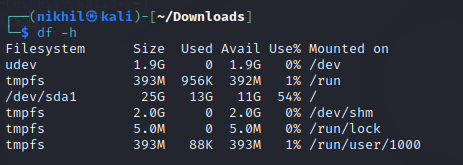 ┌──(nikhil㉿kali)-[~/Downloads]
└─$ df -h
Filesystem      Size  Used Avail Use% Mounted on
udev            1.9G     0  1.9G   0% /dev
tmpfs           393M  956K  392M   1% /run
/dev/sda1        25G   13G   11G  54% /
tmpfs           2.0G     0  2.0G   0% /dev/shm
tmpfs           5.0M     0  5.0M   0% /run/lock
tmpfs           393M   88K  393M   1% /run/user/1000